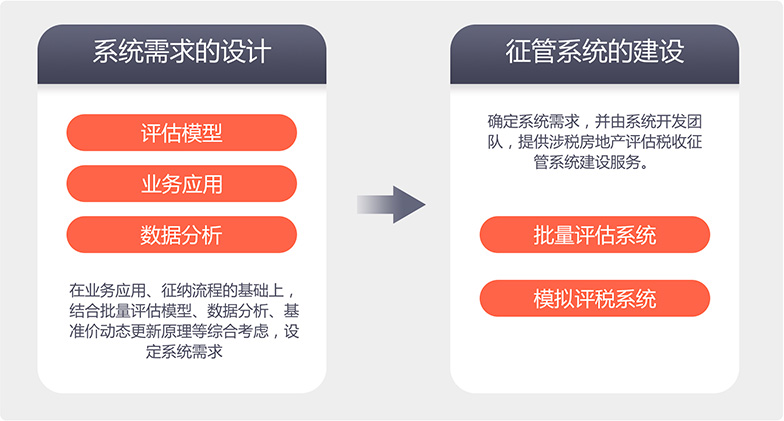 系统需求的设计
评估模型
业务应用
数据分析
在业务应用、征纳流程的基础上，
结合批量评估模型、数据分析、基
准价动态更新原理等综合考虑，设
定系统需求
征管系统的建设
确定系统需求，并由系统开发团
队，提供涉税房地产评估税收征
管系统建设服务。
批量评估系统
模拟评税系统